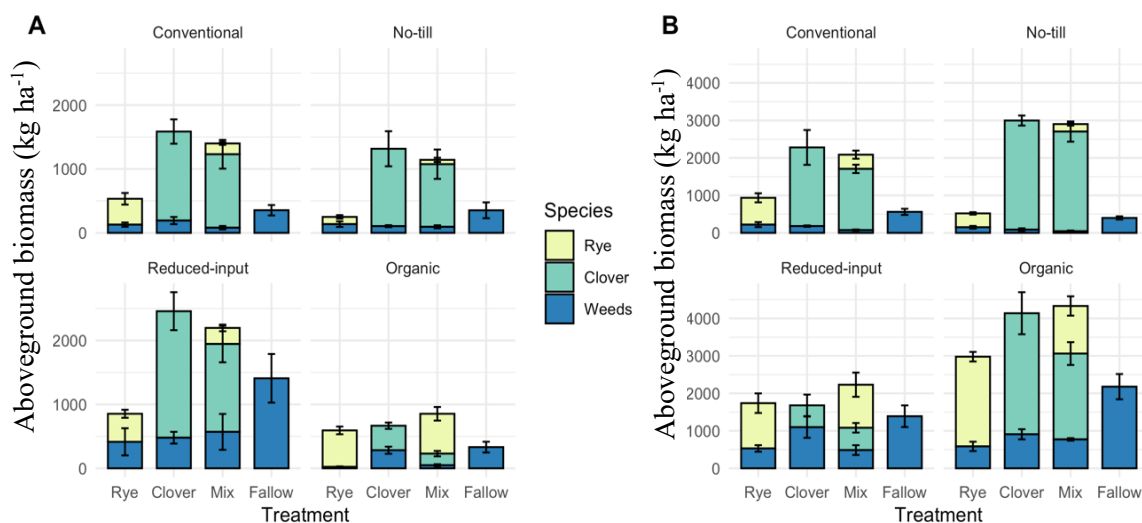 A
Conventional
No-till
Aboveground biomass (kg ha⁻¹)
2000
1000
0
Reduced-input
Organic
2000
1000
0
Rye
Clover
Mix
Fallow
Rye
Clover
Mix
Fallow
Treatment
Species
Rye
Clover
Weeds
B
Conventional
No-till
Aboveground biomass (kg ha⁻¹)
4000
3000
2000
1000
0
Reduced-input
Organic
4000
3000
2000
1000
0
Rye
Clover
Mix
Fallow
Rye
Clover
Mix
Fallow
Treatment